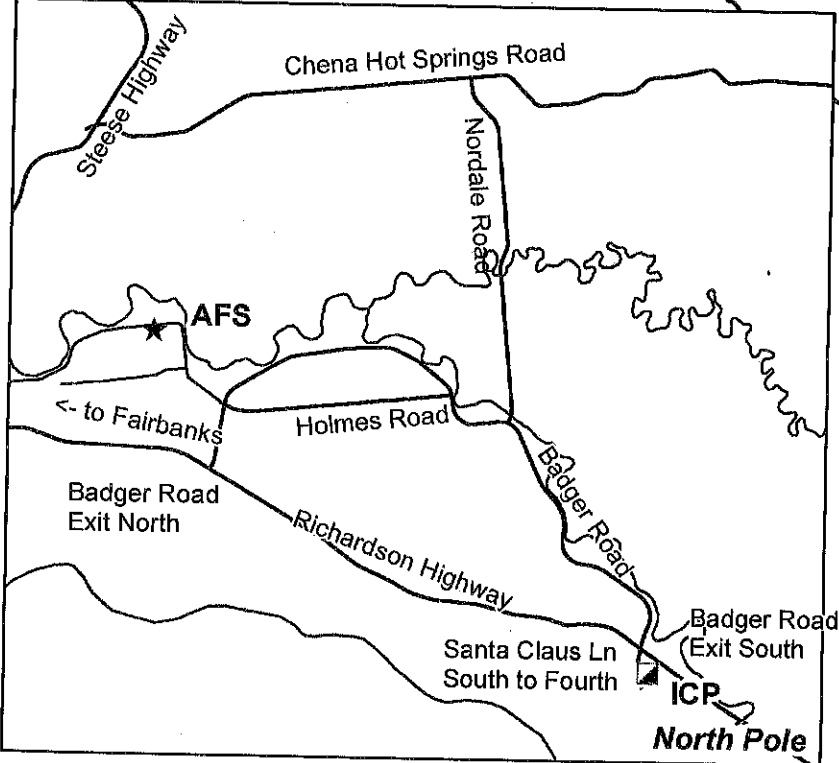 Steese Highway
Chena Hot Springs Road
Nordale Road
AFS
<- to Fairbanks
Holmes Road
Badger Road
Exit North
Badger Road
Richardson Highway
Badger Road
Exit South
Santa Claus Ln
South to Fourth
ICP
North Pole